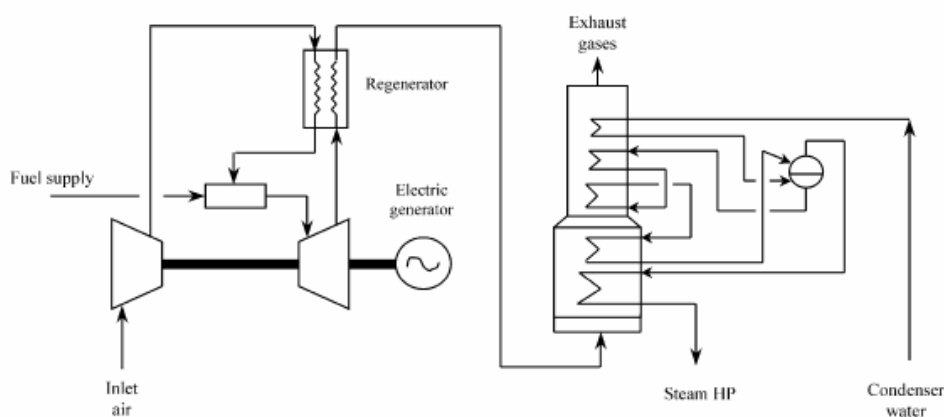 Exhaust
gases
Regenerator
Fuel supply
Electric
generator
Inlet
air
Steam HP
Condenser
water